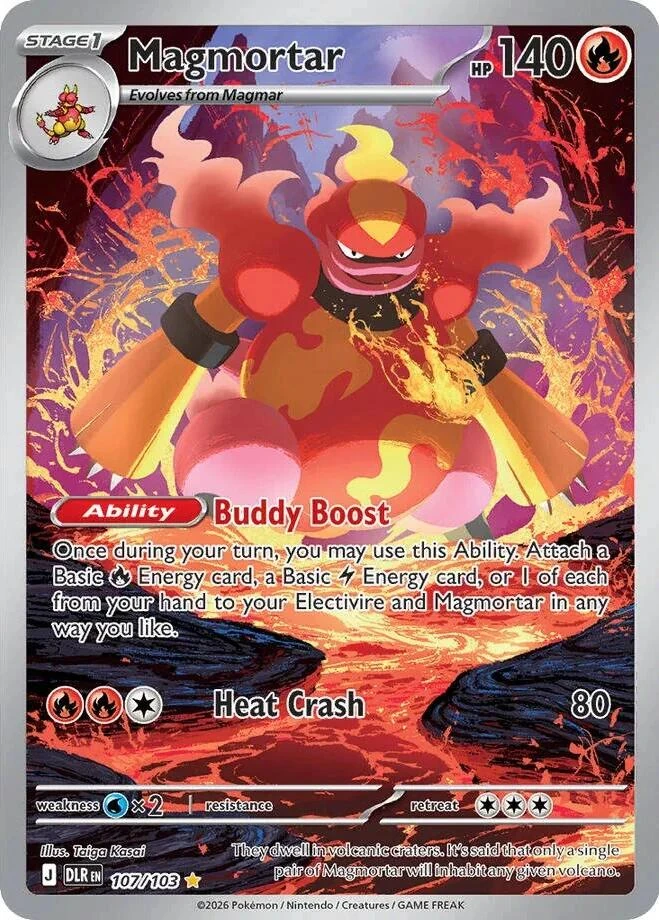 STAGE1
Magmortar
HP 140
Evolves from Magmar
Ability Buddy Boost
Once during your turn, you may use this Ability. Attach a
Basic Energy card, a Basic Energy card, or 1 of each
from your hand to your Electivire and Magmortar in any
way you like.
Heat Crash 80
weakness ×2 resistance retreat
Illus. Taiga Kasai
They dwell in volcanic craters. It's said that only a single
pair of Magmortar will inhabit any given volcano.
J DLR EN 107/103
©2026 Pokémon / Nintendo / Creatures / GAME FREAK